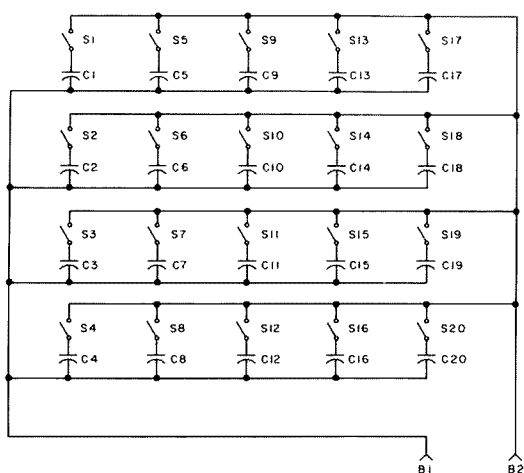 S1 S5 S9 S13 S17
C1 C5 C9 C13 C17
S2 S6 S10 S14 S18
C2 C6 C10 C14 C18
S3 S7 S11 S15 S19
C3 C7 C11 C15 C19
S4 S8 S12 S16 S20
C4 C8 C12 C16 C20
B1 B2